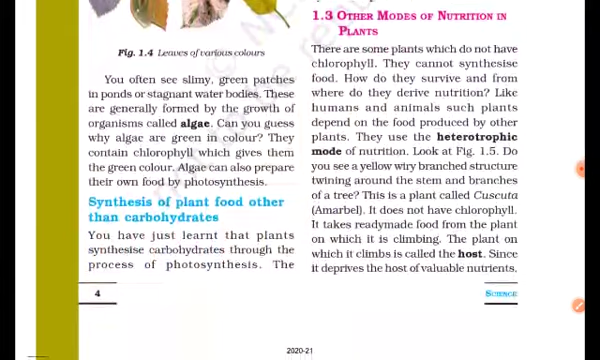 Fig. 1.4 Leaves of various colours
You often see slimy, green patches
in ponds or stagnant water bodies. These
are generally formed by the growth of
organisms called algae. Can you guess
why algae are green in colour? They
contain chlorophyll which gives them
the green colour. Algae can also prepare
their own food by photosynthesis.
Synthesis of plant food other
than carbohydrates
You have just learnt that plants
synthesise carbohydrates through the
process of photosynthesis. The
4
1.3 OTHER MODES OF NUTRITION IN
PLANTS
There are some plants which do not have
chlorophyll. They cannot synthesise
food. How do they survive and from
where do they derive nutrition? Like
humans and animals such plants
depend on the food produced by other
plants. They use the heterotrophic
mode of nutrition. Look at Fig. 1.5. Do
you see a yellow wiry branched structure
twining around the stem and branches
of a tree? This is a plant called Cuscuta
(Amarbel). It does not have chlorophyll.
It takes readymade food from the plant
on which it is climbing. The plant on
which it climbs is called the host. Since
it deprives the host of valuable nutrients,
SCIENCE
2020-21